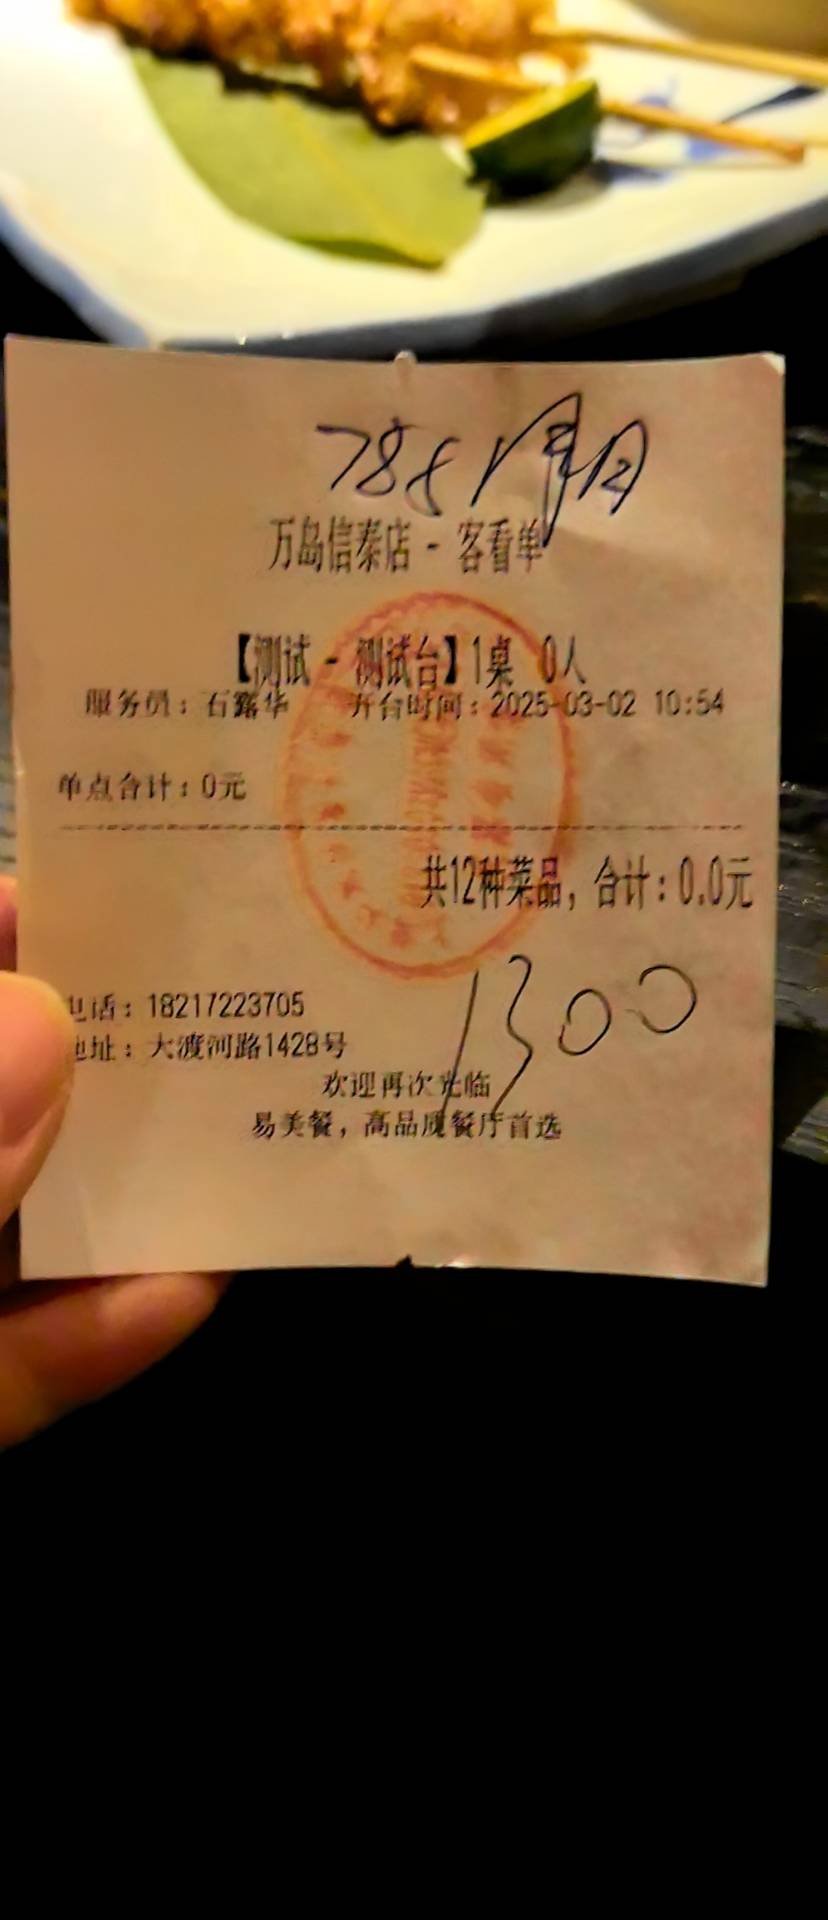 788
万岛信泰店 - 客看单
【测试 - 测试台】1桌 0人
服务员：石露华 开台时间：2025-03-02 10:54
单点合计：0元
共12种菜品，合计：0.0元
1300
电话：18217223705
地址：大渡河路1428号
欢迎再次光临
易美餐，高品质餐厅首选